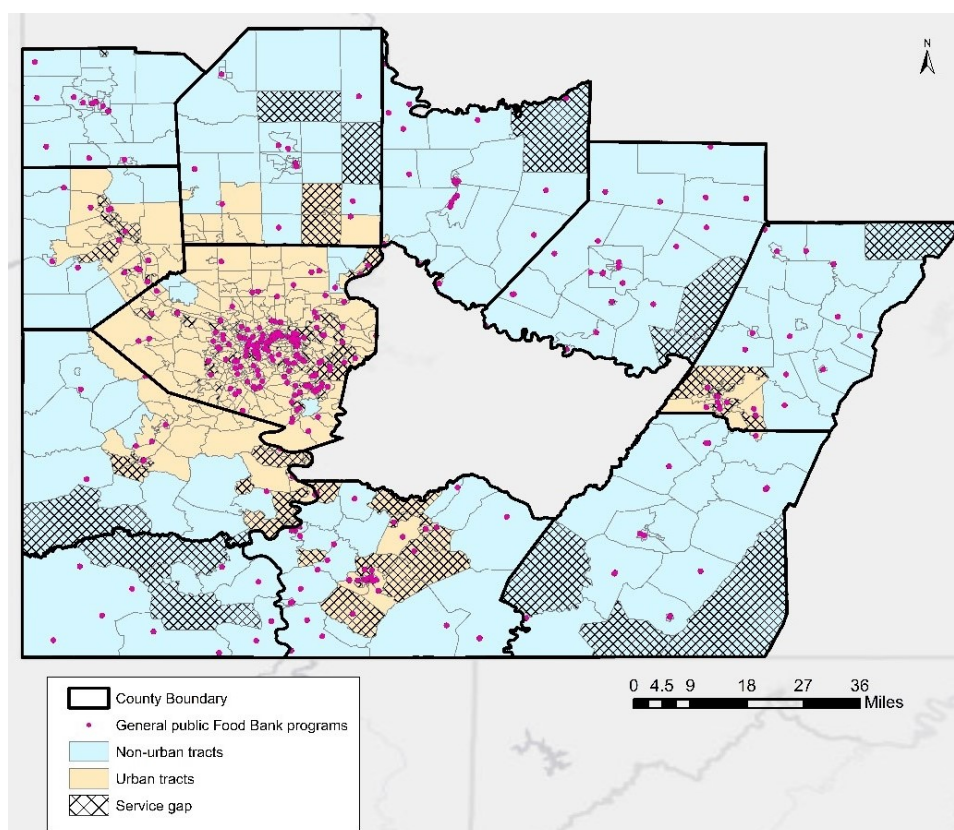 N
0 4.5 9 18 27 36
Miles
County Boundary
General public Food Bank programs
Non-urban tracts
Urban tracts
Service gap